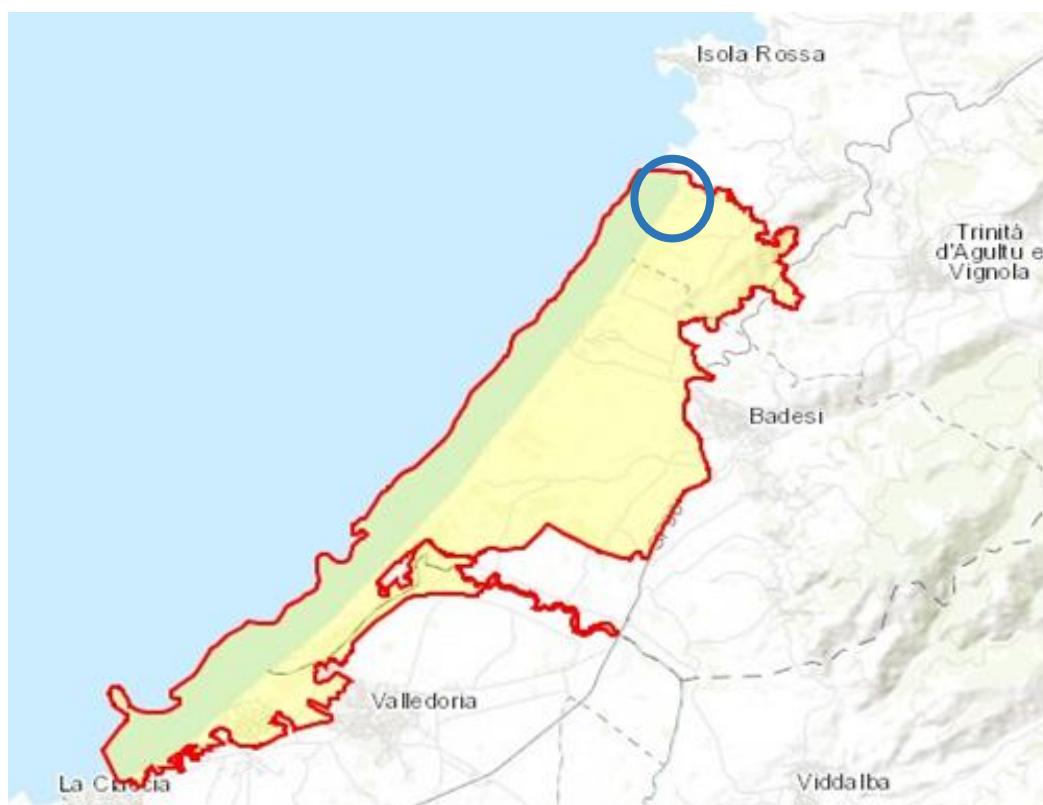 Isola Rossa
Trinità
d'Agultu e
Vignola
Badesi
Valledoria
La Ciaccia
Viddalba